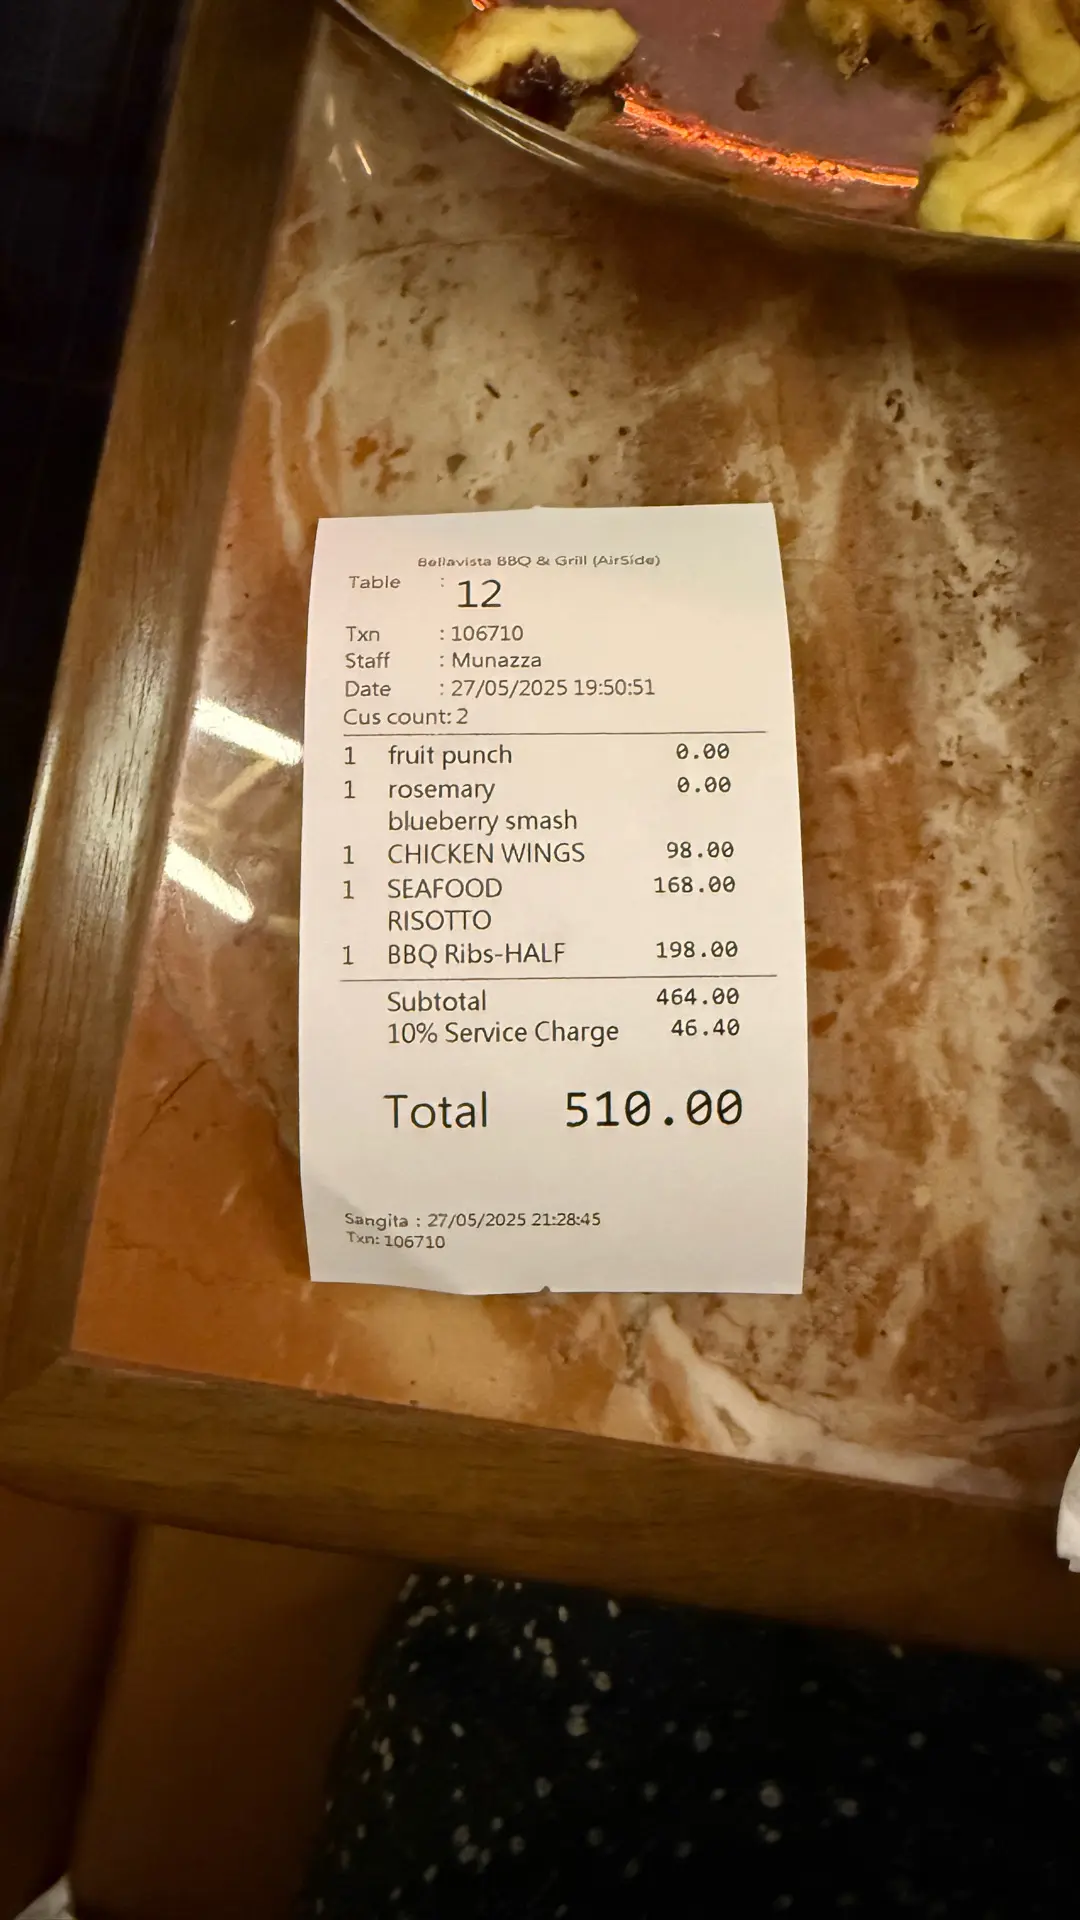 Bellavista BBQ & Grill (AirSide)
Table : 12
Txn : 106710
Staff : Munazza
Date : 27/05/2025 19:50:51
Cus count: 2
1 fruit punch 0.00
1 rosemary 0.00
blueberry smash
1 CHICKEN WINGS 98.00
1 SEAFOOD 168.00
RISOTTO
1 BBQ Ribs-HALF 198.00
Subtotal 464.00
10% Service Charge 46.40
Total 510.00
Sangita : 27/05/2025 21:28:45
Txn: 106710